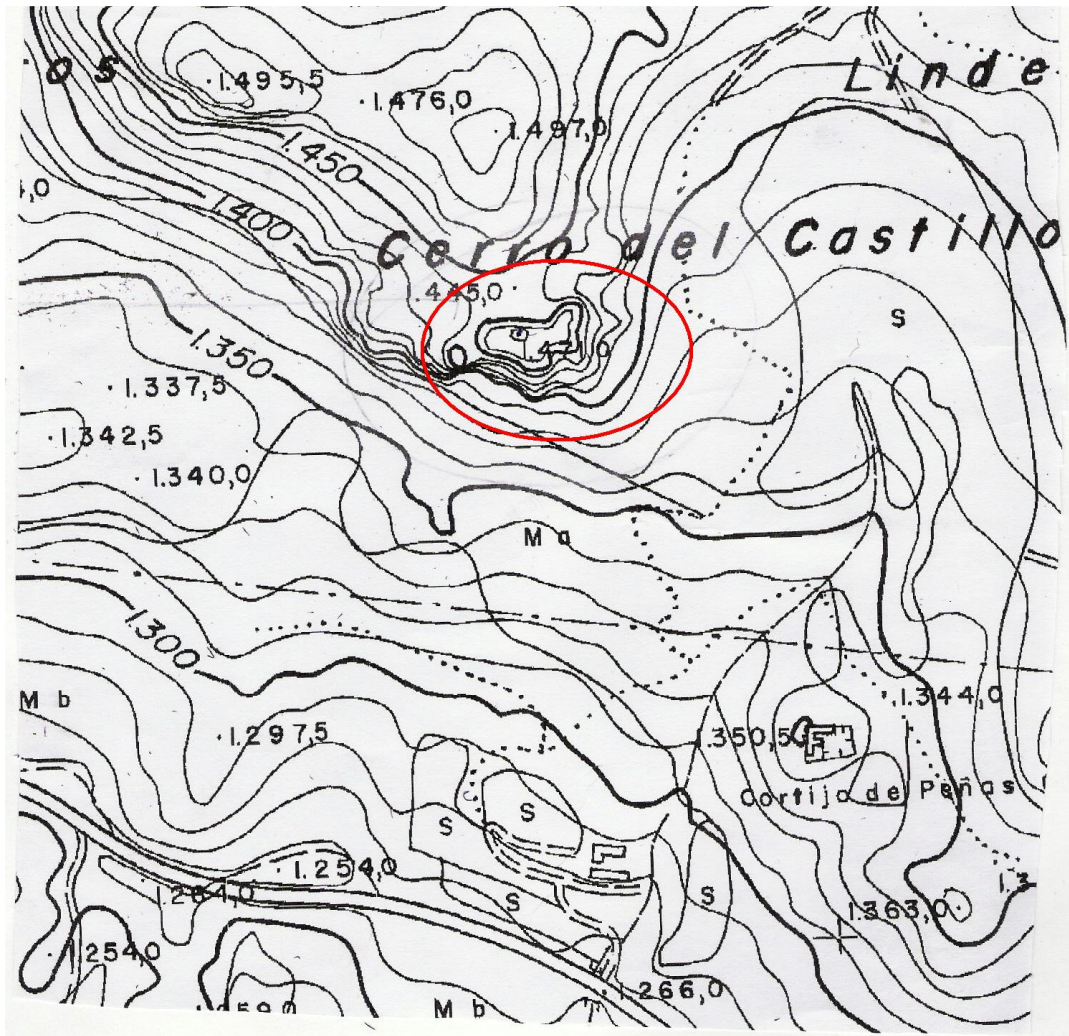 os
1.495,5
1.476,0
1.497,0
Linde
1.450
1.400
Cerro del Castillo
445,0
S
1.350
1.337,5
1.342,5
1.340,0
Ma
1.300
Mb
1.297,5
1.344,0
1.350,5
Cortijo de Peñas
S
S
1.254,0
S
S
1.363,0
1.254,0
1.266,0
Mb